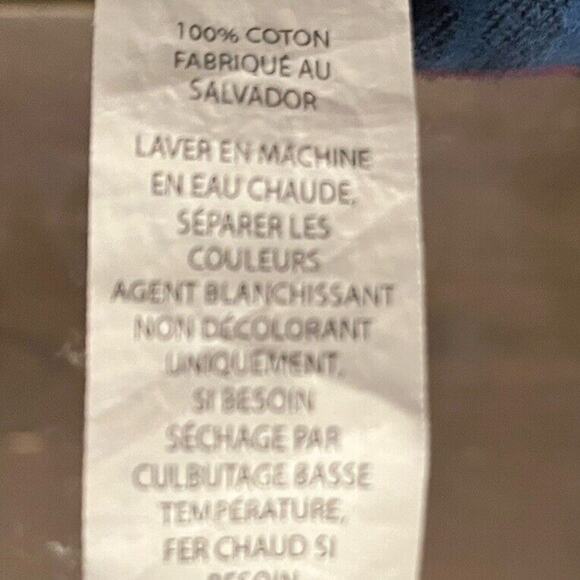 100% COTON
FABRIQUÉ AU
SALVADOR
LAVER EN MACHINE
EN EAU CHAUDE,
SÉPARER LES
COULEURS
AGENT BLANCHISSANT
NON DÉCOLORANT
UNIQUEMENT,
SI BESOIN
SÉCHAGE PAR
CULBUTAGE BASSE
TEMPÉRATURE,
FER CHAUD SI
BESOIN